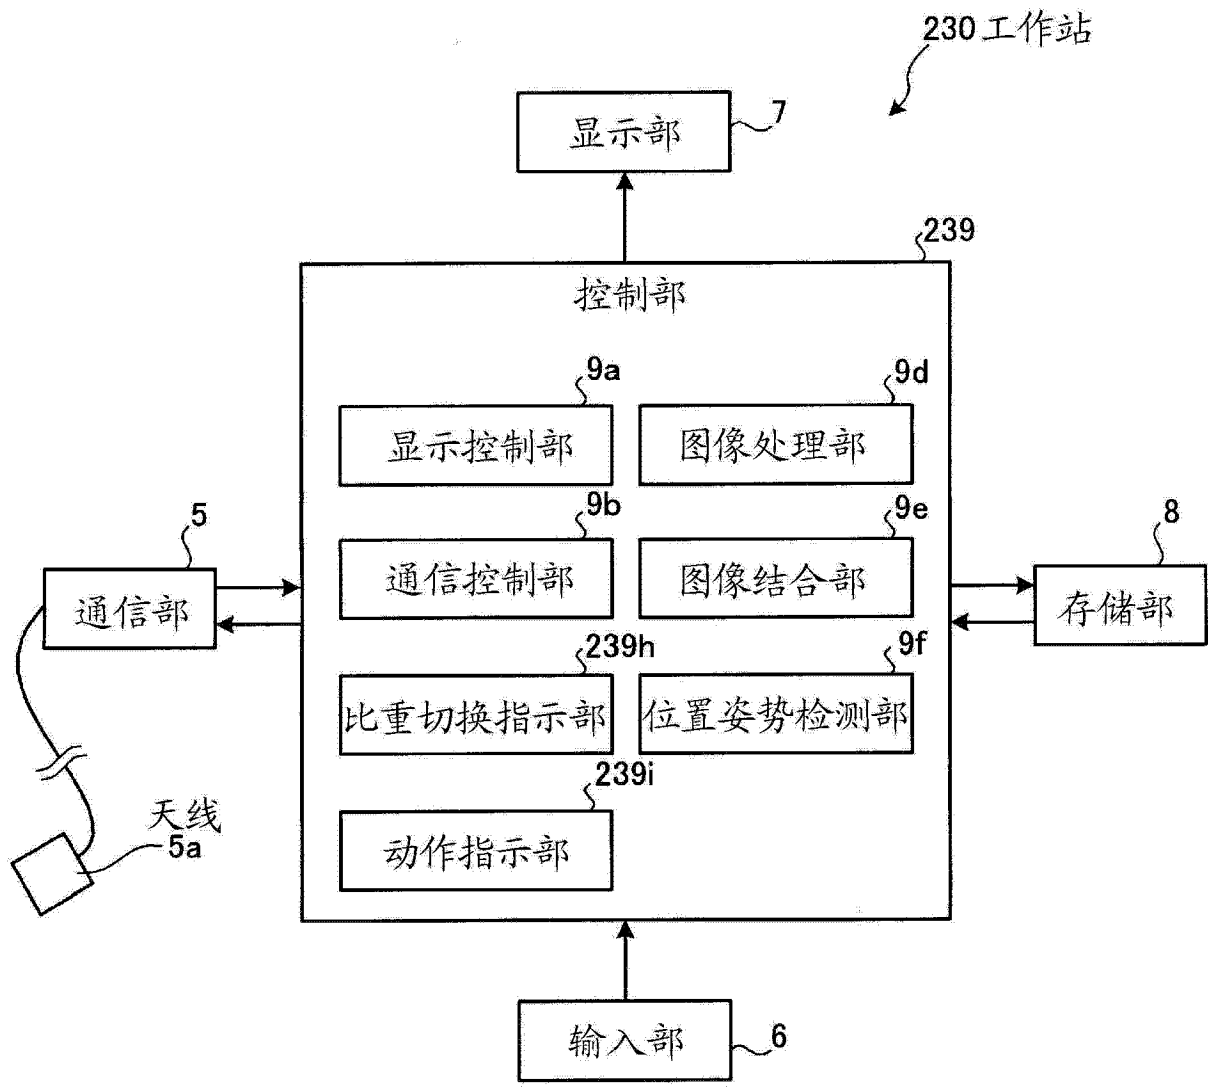 230 工作站
7
显示部
239
控制部
9a
9d
显示控制部
图像处理部
9b
9e
5
8
通信控制部
图像结合部
通信部
存储部
239h
9f
比重切换指示部
位置姿势检测部
239i
天线
5a
动作指示部
输入部
6